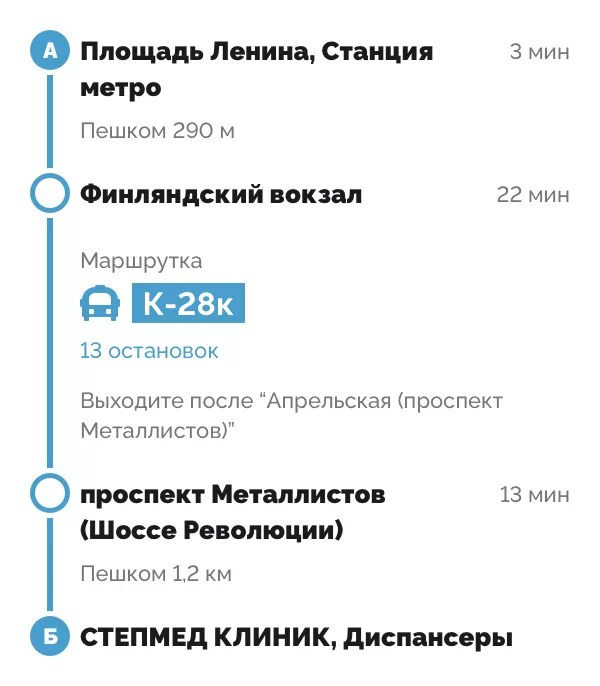 А
Площадь Ленина, Станция 3 мин
метро
Пешком 290 м
Финляндский вокзал 22 мин
Маршрутка
К-28к
13 остановок
Выходите после “Апрельская (проспект
Металлистов)”
проспект Металлистов 13 мин
(Шоссе Революции)
Пешком 1,2 км
Б СТЕПМЕД КЛИНИК, Диспансеры